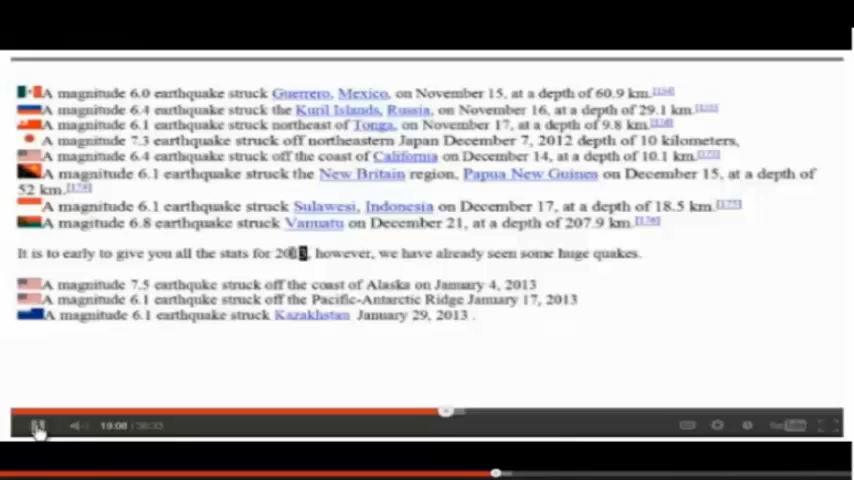 A magnitude 6.0 earthquake struck Guerrero, Mexico, on November 15, at a depth of 60.9 km.
A magnitude 6.4 earthquake struck the Kuril Islands, Russia, on November 16, at a depth of 29.1 km.
A magnitude 6.1 earthquake struck northeast of Tonga, on November 17, at a depth of 9.8 km.
A magnitude 7.3 earthquake struck off northeastern Japan December 7, 2012 depth of 10 kilometers,
A magnitude 6.4 earthquake struck off the coast of California on December 14, at a depth of 10.1 km.
A magnitude 6.1 earthquake struck the New Britain region, Papua New Guinea on December 15, at a depth of
52 km.[174]
A magnitude 6.1 earthquake struck Sulawesi, Indonesia on December 17, at a depth of 18.5 km.[175]
A magnitude 6.8 earthquake struck Vanuatu on December 21, at a depth of 207.9 km.[176]
It is to early to give you all the stats for 2013, however, we have already seen some huge quakes.
A magnitude 7.5 earthquke struck off the coast of Alaska on January 4, 2013
A magnitude 6.1 earthquke struck off the Pacific-Antarctic Ridge January 17, 2013
A magnitude 6.1 earthquke struck Kazakhstan January 29, 2013 .
19:08